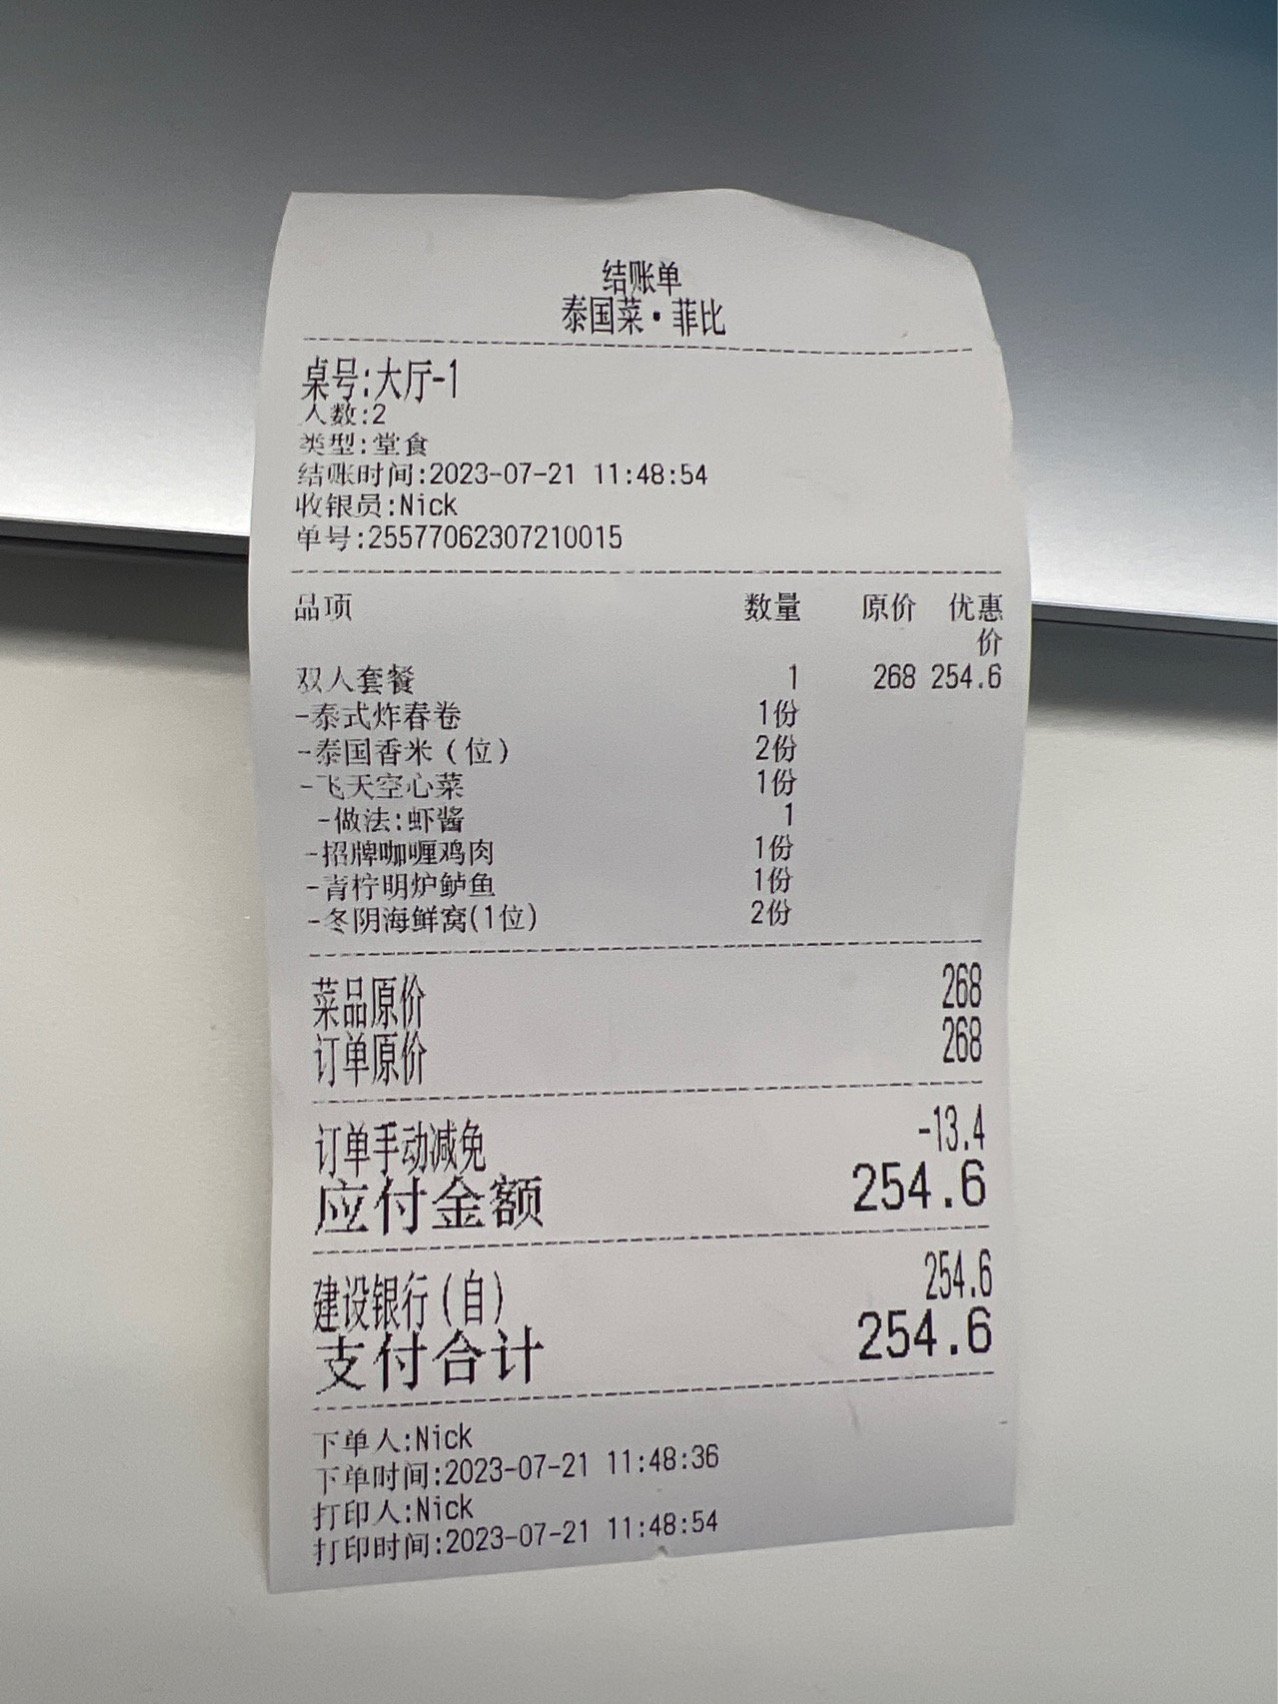 结账单
泰国菜·菲比
桌号:大厅-1
人数:2
类型:堂食
结账时间:2023-07-21 11:48:54
收银员:Nick
单号:25577062307210015
品项 数量 原价 优惠价
双人套餐 1 268 254.6
-泰式炸春卷 1份
-泰国香米(位) 2份
-飞天空心菜 1份
-做法:虾酱 1
-招牌咖喱鸡肉 1份
-青柠明炉鲈鱼 1份
-冬阴海鲜窝(1位) 2份
菜品原价 268
订单原价 268
订单手动减免 -13.4
应付金额 254.6
建设银行(自) 254.6
支付合计 254.6
下单人:Nick
下单时间:2023-07-21 11:48:36
打印人:Nick
打印时间:2023-07-21 11:48:54